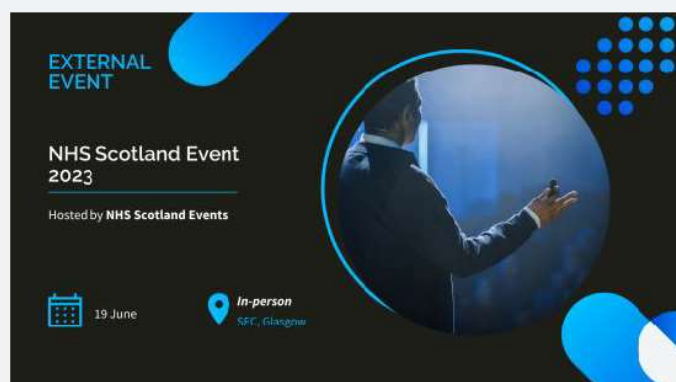 EXTERNAL
EVENT
NHS Scotland Event
2023
Hosted by NHS Scotland Events
19 June
In-person
SEC, Glasgow